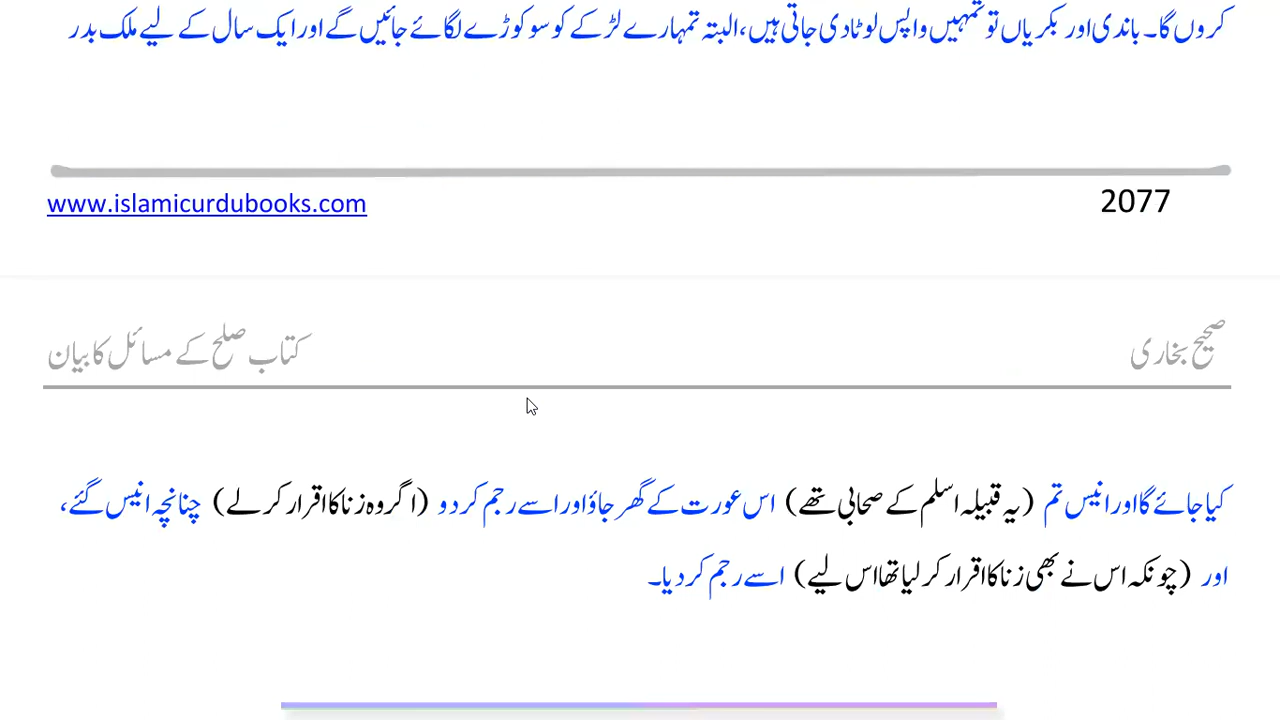 کروں گا۔ باندی اور بکریاں تو تمہیں واپس لوٹا دی جاتی ہیں، البتہ تمہارے لڑکے کو سو کوڑے لگائے جائیں گے اور ایک سال کے لیے ملک بدر
www.islamicurdubooks.com 2077
صحیح بخاری کتاب صلح کے مسائل کا بیان
کیا جائے گا اور انیس تم (یہ قبیلہ اسلم کے صحابی تھے) اس عورت کے گھر جاؤ اور اسے رجم کر دو (اگر وہ زنا کا اقرار کر لے) چنانچہ انیس گئے،
اور (چونکہ اس نے بھی زنا کا اقرار کر لیا تھا اس لیے) اسے رجم کر دیا۔